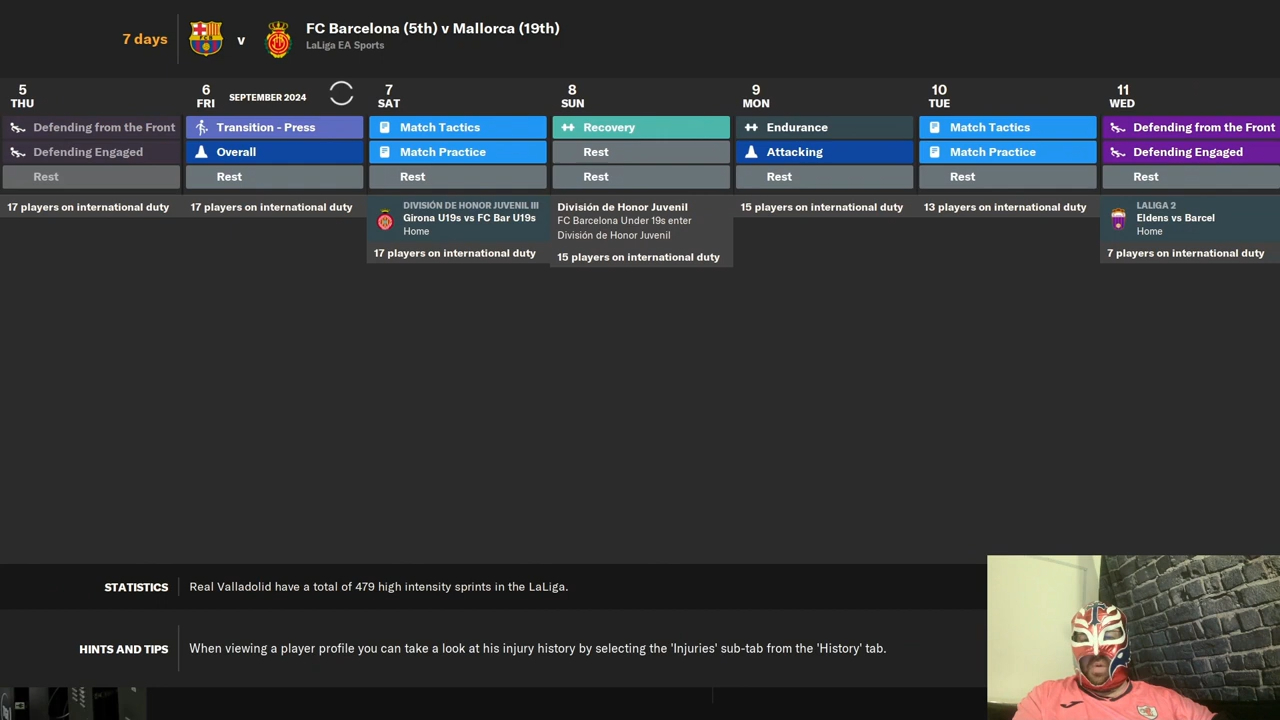 7 days
v
FC Barcelona (5th) v Mallorca (19th)
LaLiga EA Sports
5
THU
6
FRI
SEPTEMBER 2024
7
SAT
8
SUN
9
MON
10
TUE
11
WED
Defending from the Front
Transition - Press
Match Tactics
Recovery
Endurance
Match Tactics
Defending from the Front
Defending Engaged
Overall
Match Practice
Rest
Attacking
Match Practice
Defending Engaged
Rest
Rest
Rest
Rest
Rest
Rest
Rest
17 players on international duty
17 players on international duty
DIVISIÓN DE HONOR JUVENIL III
Girona U19s vs FC Bar U19s
Home
17 players on international duty
División de Honor Juvenil
FC Barcelona Under 19s enter
División de Honor Juvenil
15 players on international duty
15 players on international duty
13 players on international duty
LALIGA 2
Eldens vs Barcel
Home
7 players on international duty
STATISTICS
Real Valladolid have a total of 479 high intensity sprints in the LaLiga.
HINTS AND TIPS
When viewing a player profile you can take a look at his injury history by selecting the 'Injuries' sub-tab from the 'History' tab.